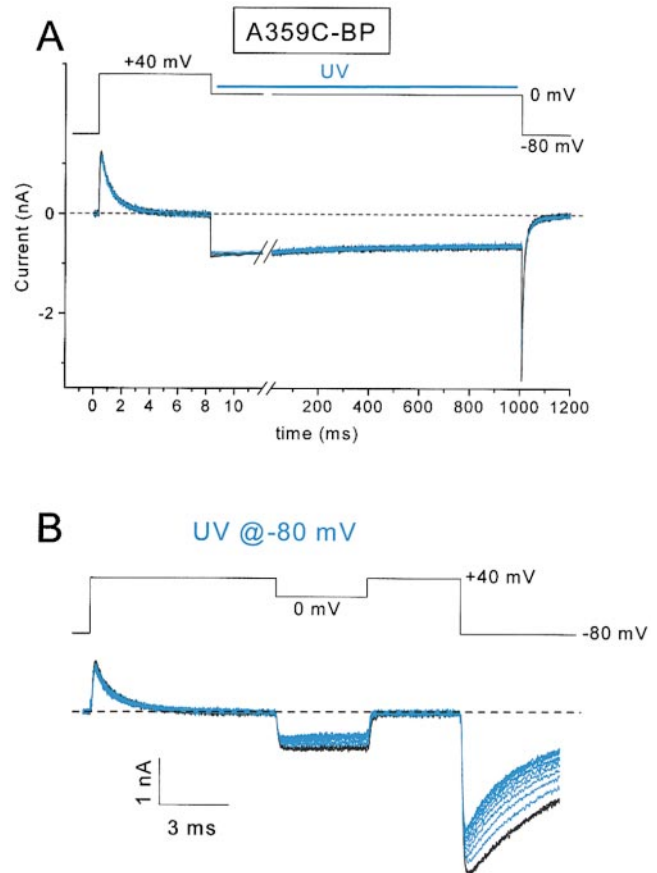 A
A359C-BP
+40 mV
UV
0 mV
-80 mV
Current (nA)
0
-2
0 2 4 6 8 10 200 400 600 800 1000 1200
time (ms)
B
UV @-80 mV
+40 mV
0 mV
-80 mV
1 nA
3 ms